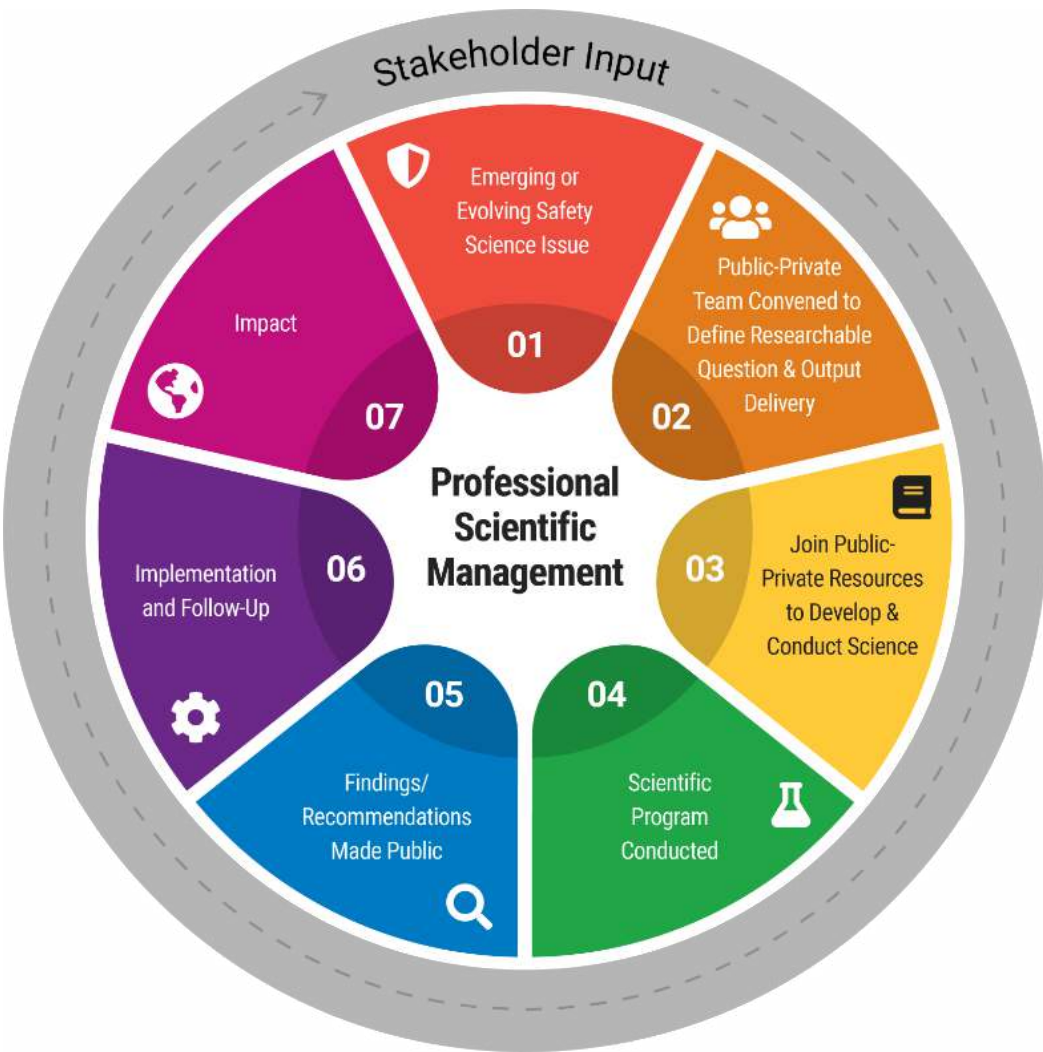 Stakeholder Input
Emerging or
Evolving Safety
Science Issue
01
Public-Private
Team Convened to
Define Researchable
Question & Output
Delivery
02
Join Public-
Private Resources
to Develop &
Conduct Science
03
Scientific
Program
Conducted
04
Findings/
Recommendations
Made Public
05
Implementation
and Follow-Up
06
Impact
07
Professional
Scientific
Management